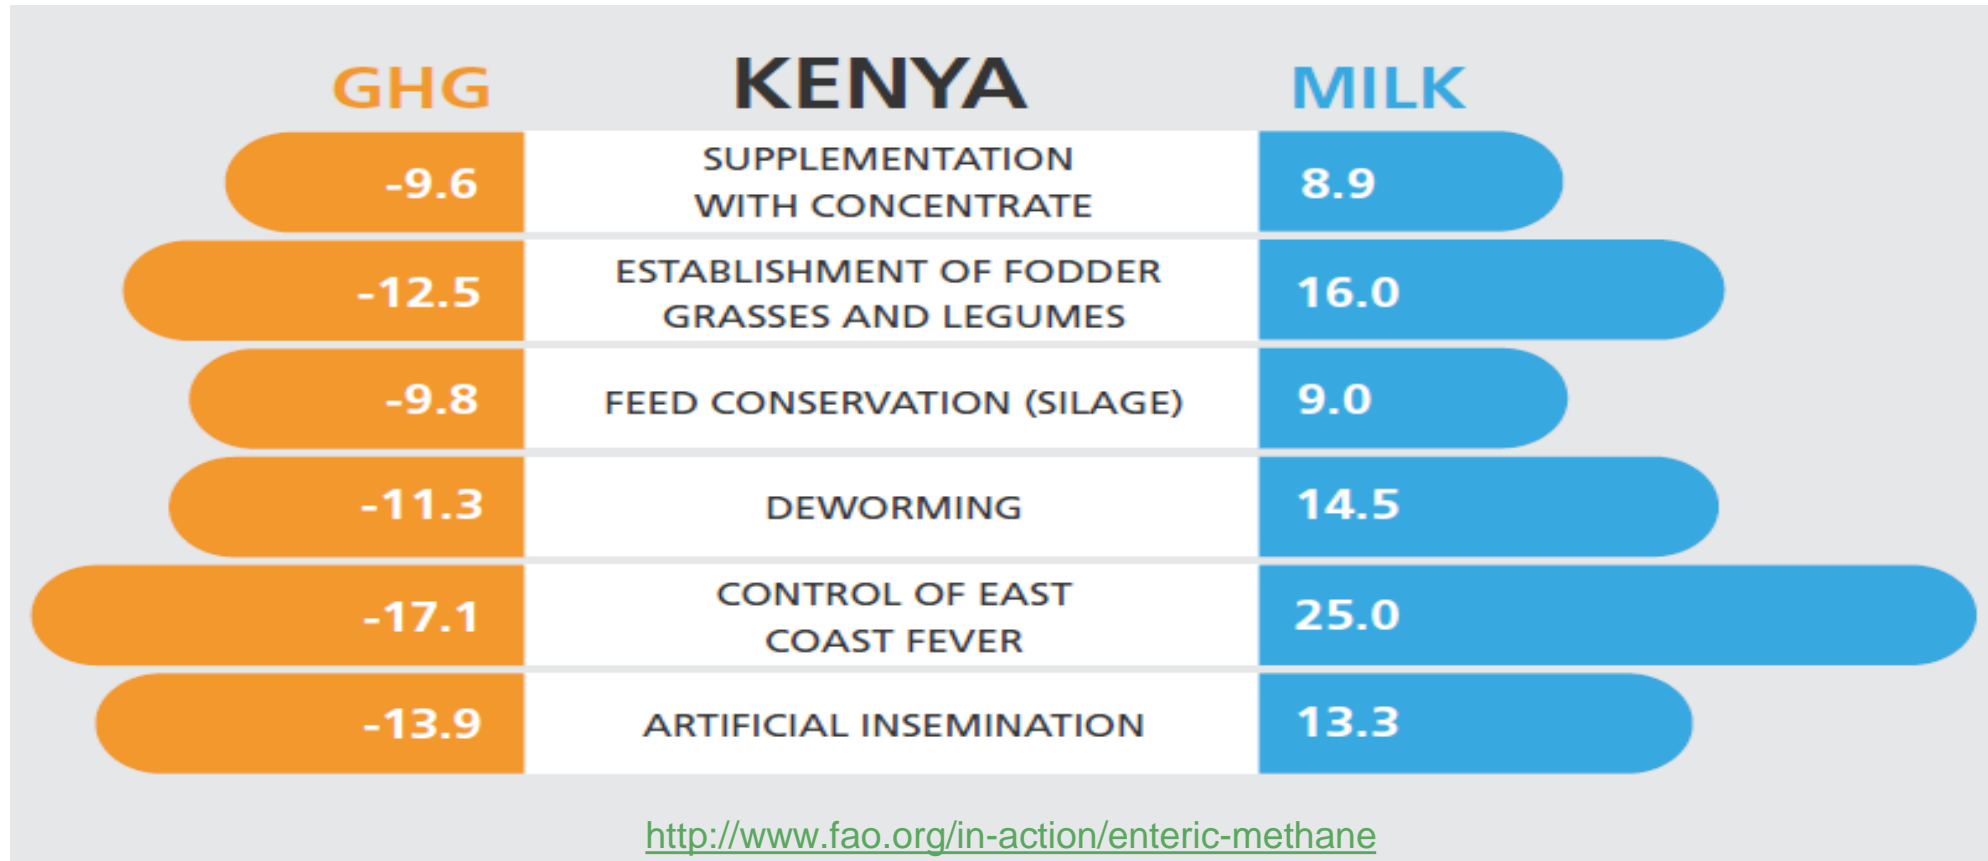 GHG KENYA MILK
-9.6 SUPPLEMENTATION 8.9
WITH CONCENTRATE
-12.5 ESTABLISHMENT OF FODDER 16.0
GRASSES AND LEGUMES
-9.8 FEED CONSERVATION (SILAGE) 9.0
-11.3 DEWORMING 14.5
-17.1 CONTROL OF EAST 25.0
COAST FEVER
-13.9 ARTIFICIAL INSEMINATION 13.3
http://www.fao.org/in-action/enteric-methane